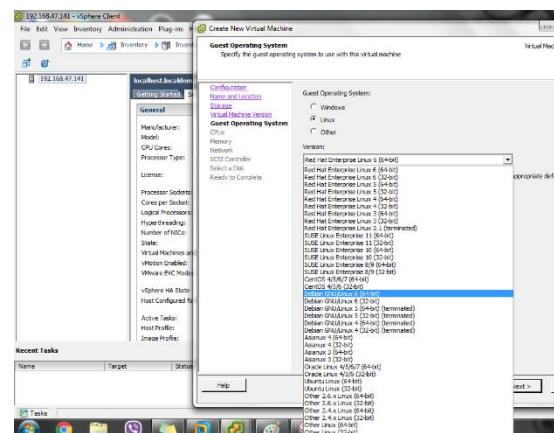 192.168.47.141 - vSphere Client
File Edit View Inventory Administration Plug-ins
Home
Inventory
192.168.47.141
localhost.localdom
Getting Started
General
Manufacturer:
Model:
CPU Cores:
Processor Type:
License:
Processor Sockets:
Cores per Socket:
Logical Processors
Hyperthreading:
Number of NICs:
State:
Virtual Machines an
vMotion Enabled:
VMware EVC Mode
vSphere HA State
Host Configured fo
Active Tasks:
Host Profile:
Image Profile:
Recent Tasks
Name Target Status
Tasks
Create New Virtual Machine
Guest Operating System
Specify the guest operating system to use with this virtual machine
Virtual Mac
Configuration
Name and Location
Storage
Virtual Machine Version
Guest Operating System
CPUs
Memory
Network
SCSI Controller
Select a Disk
Ready to Complete
Guest Operating System:
Windows
Linux
Other
Version:
Red Hat Enterprise Linux 6 (64-bit)
Red Hat Enterprise Linux 6 (64-bit)
Red Hat Enterprise Linux 6 (32-bit)
Red Hat Enterprise Linux 5 (64-bit)
Red Hat Enterprise Linux 5 (32-bit)
Red Hat Enterprise Linux 4 (64-bit)
Red Hat Enterprise Linux 4 (32-bit)
Red Hat Enterprise Linux 3 (64-bit)
Red Hat Enterprise Linux 3 (32-bit)
Red Hat Enterprise Linux 2.1 (terminated)
SUSE Linux Enterprise 11 (64-bit)
SUSE Linux Enterprise 11 (32-bit)
SUSE Linux Enterprise 10 (64-bit)
SUSE Linux Enterprise 10 (32-bit)
SUSE Linux Enterprise 8/9 (64-bit)
SUSE Linux Enterprise 8/9 (32-bit)
CentOS 4/5/6/7 (64-bit)
CentOS 4/5/6 (32-bit)
Debian GNU/Linux 6 (64-bit)
Debian GNU/Linux 6 (32-bit)
Debian GNU/Linux 5 (64-bit) (terminated)
Debian GNU/Linux 5 (32-bit) (terminated)
Debian GNU/Linux 4 (64-bit) (terminated)
Debian GNU/Linux 4 (32-bit) (terminated)
Asianux 4 (64-bit)
Asianux 4 (32-bit)
Asianux 3 (64-bit)
Asianux 3 (32-bit)
Oracle Linux 4/5/6/7 (64-bit)
Oracle Linux 4/5/6 (32-bit)
Ubuntu Linux (64-bit)
Ubuntu Linux (32-bit)
Other 2.6.x Linux (64-bit)
Other 2.6.x Linux (32-bit)
Other 2.4.x Linux (64-bit)
Other 2.4.x Linux (32-bit)
Other Linux (64-bit)
Other Linux (32-bit)
appropriate def
Help
ext >